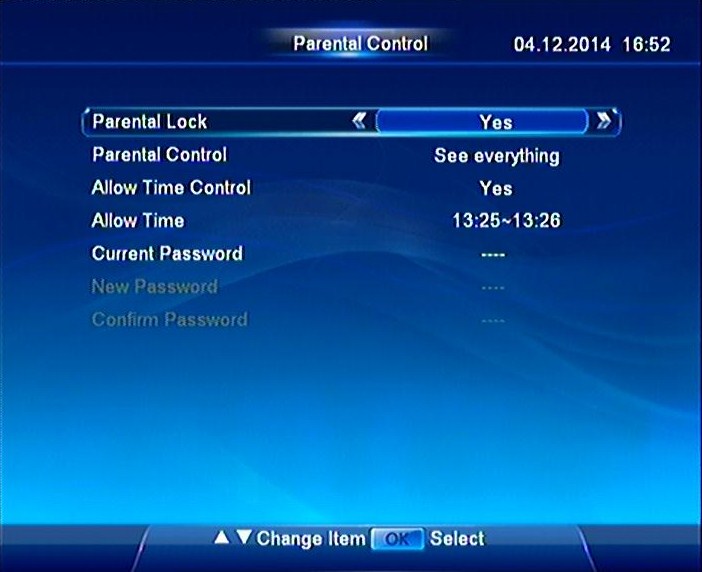 Parental Control 04.12.2014 16:52
Parental Lock Yes
Parental Control See everything
Allow Time Control Yes
Allow Time 13:25~13:26
Current Password ----
New Password ----
Confirm Password ----
▲▼Change Item OK Select